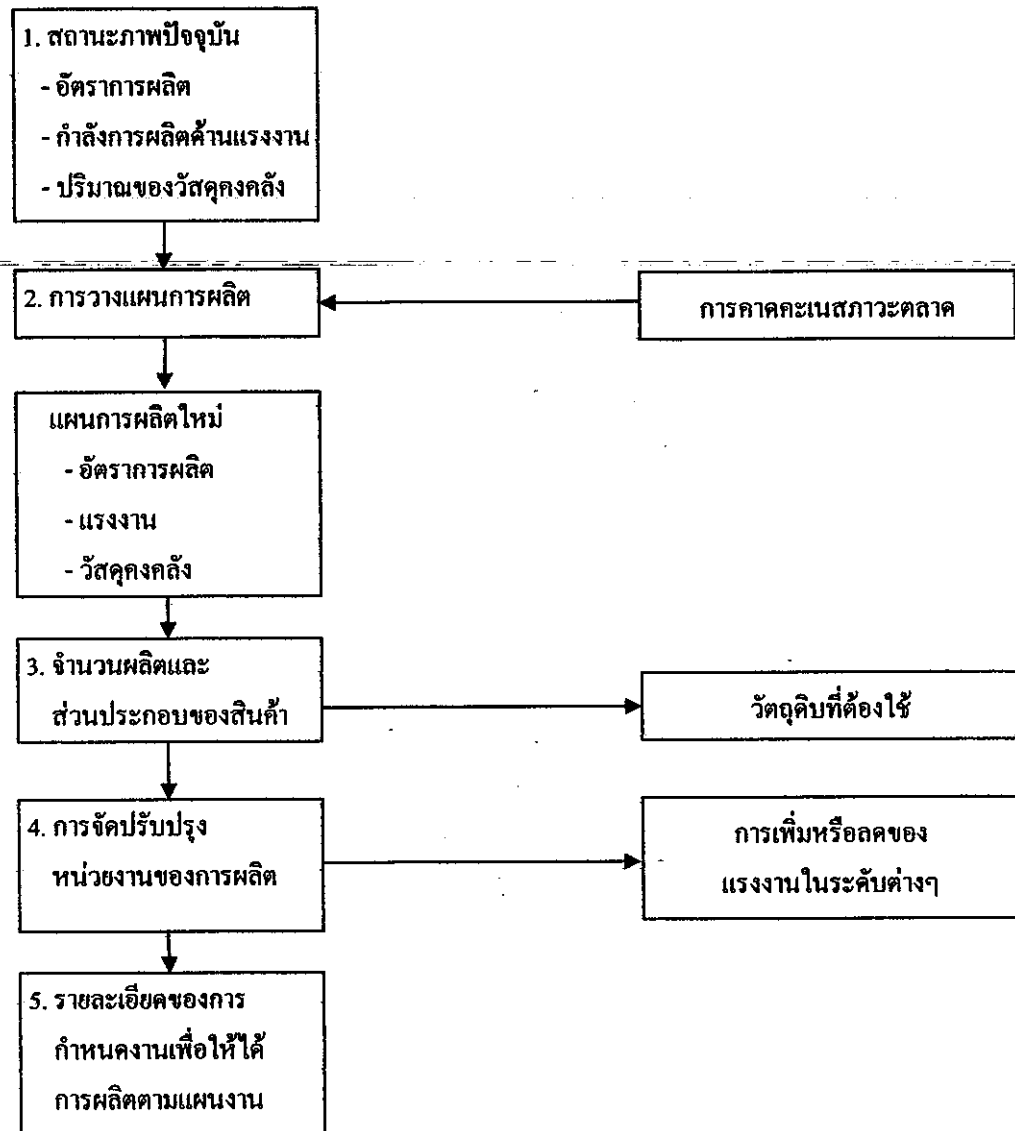 1. สถานะภาพปัจจุบัน
- อัตราการผลิต
- กำลังการผลิตด้านแรงงาน
- ปริมาณของวัสดุคงคลัง
2. การวางแผนการผลิต
การคาดคะเนสภาวะตลาด
แผนการผลิตใหม่
- อัตราการผลิต
- แรงงาน
- วัสดุคงคลัง
3. จำนวนผลิตและ
ส่วนประกอบของสินค้า
วัตถุดิบที่ต้องใช้
4. การจัดปรับปรุง
หน่วยงานของการผลิต
การเพิ่มหรือลดของ
แรงงานในระดับต่างๆ
5. รายละเอียดของการ
กำหนดงานเพื่อให้ได้
การผลิตตามแผนงาน